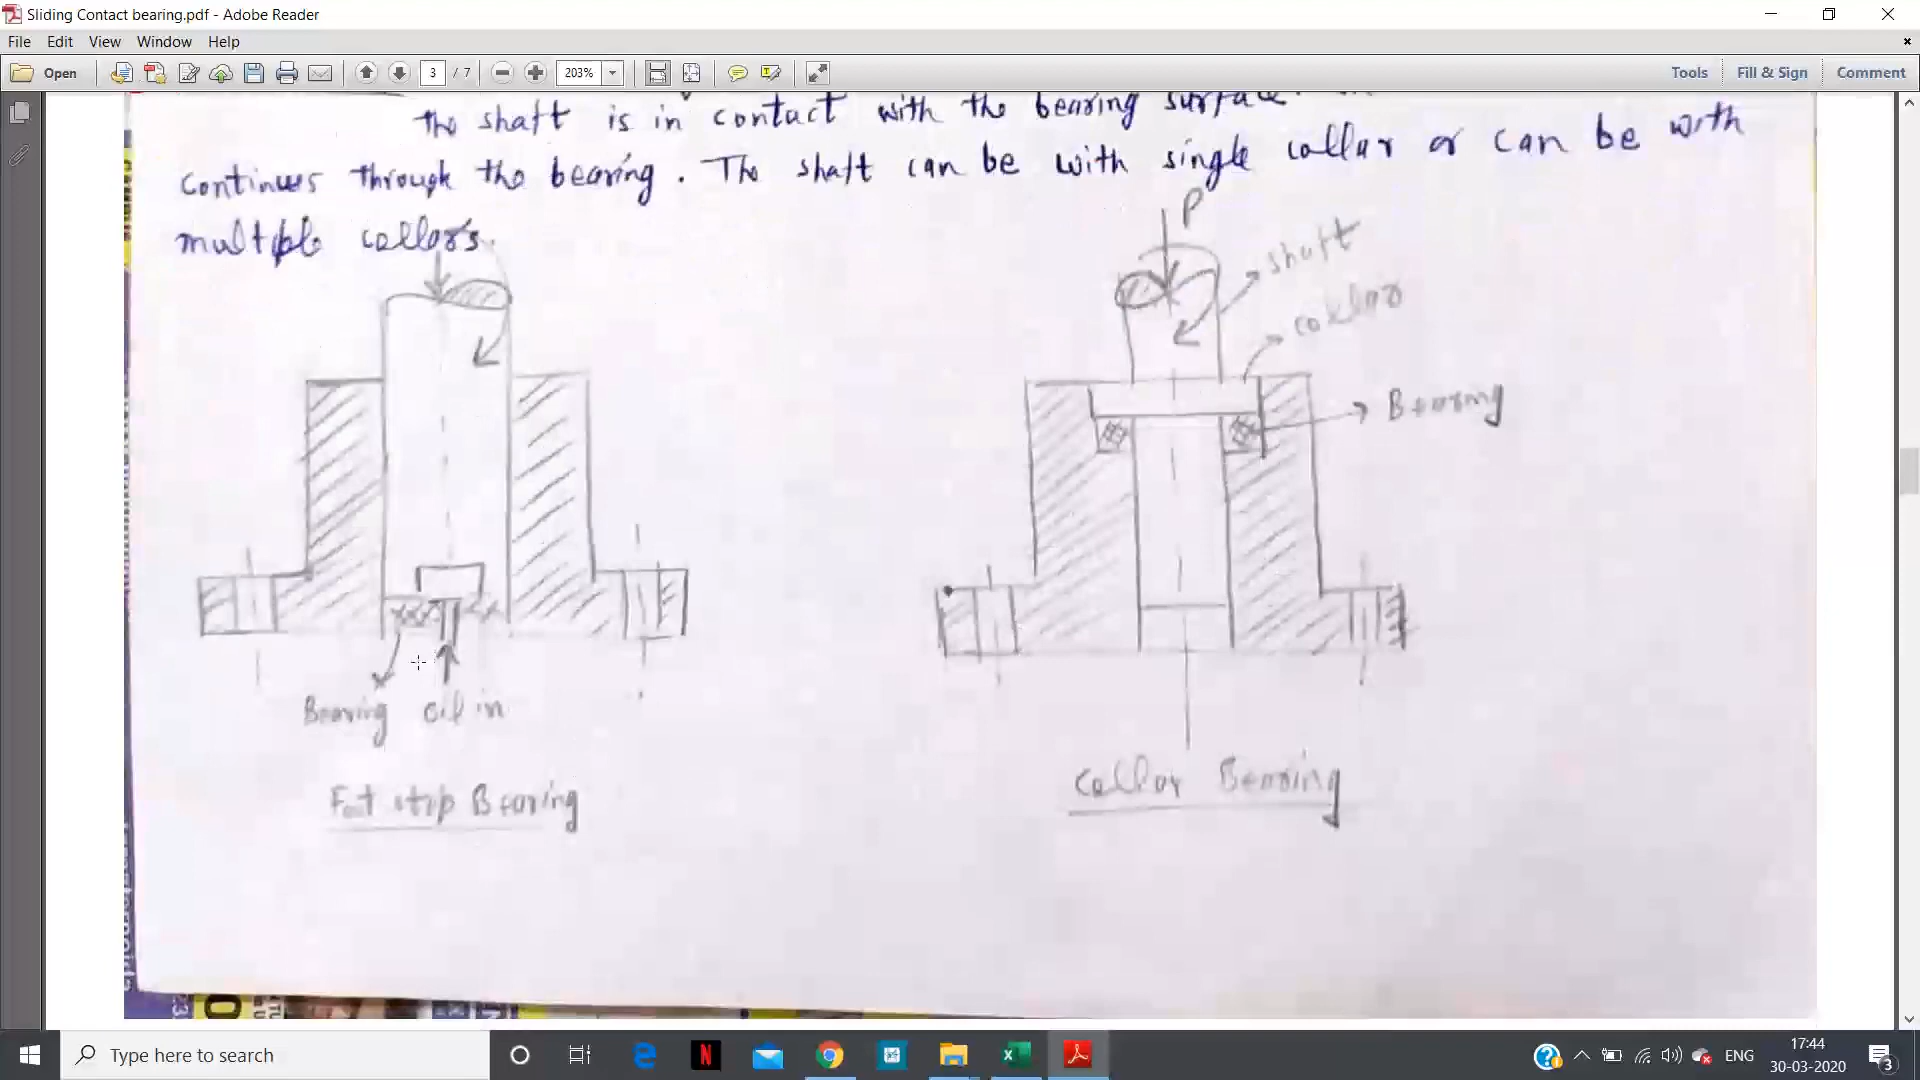 Sliding Contact bearing.pdf - Adobe Reader
File Edit View Window Help
Open 3 / 7 203% Tools Fill & Sign Comment
The shaft is in contact with the bearing surface.
continues through the bearing. The shaft can be with single collar or can be with
multiple collors.
P
shaft
collar
Bearing
Bearing oil in
Foot step Bearing
Collar Bearing
Type here to search
ENG
17:44
30-03-2020
3